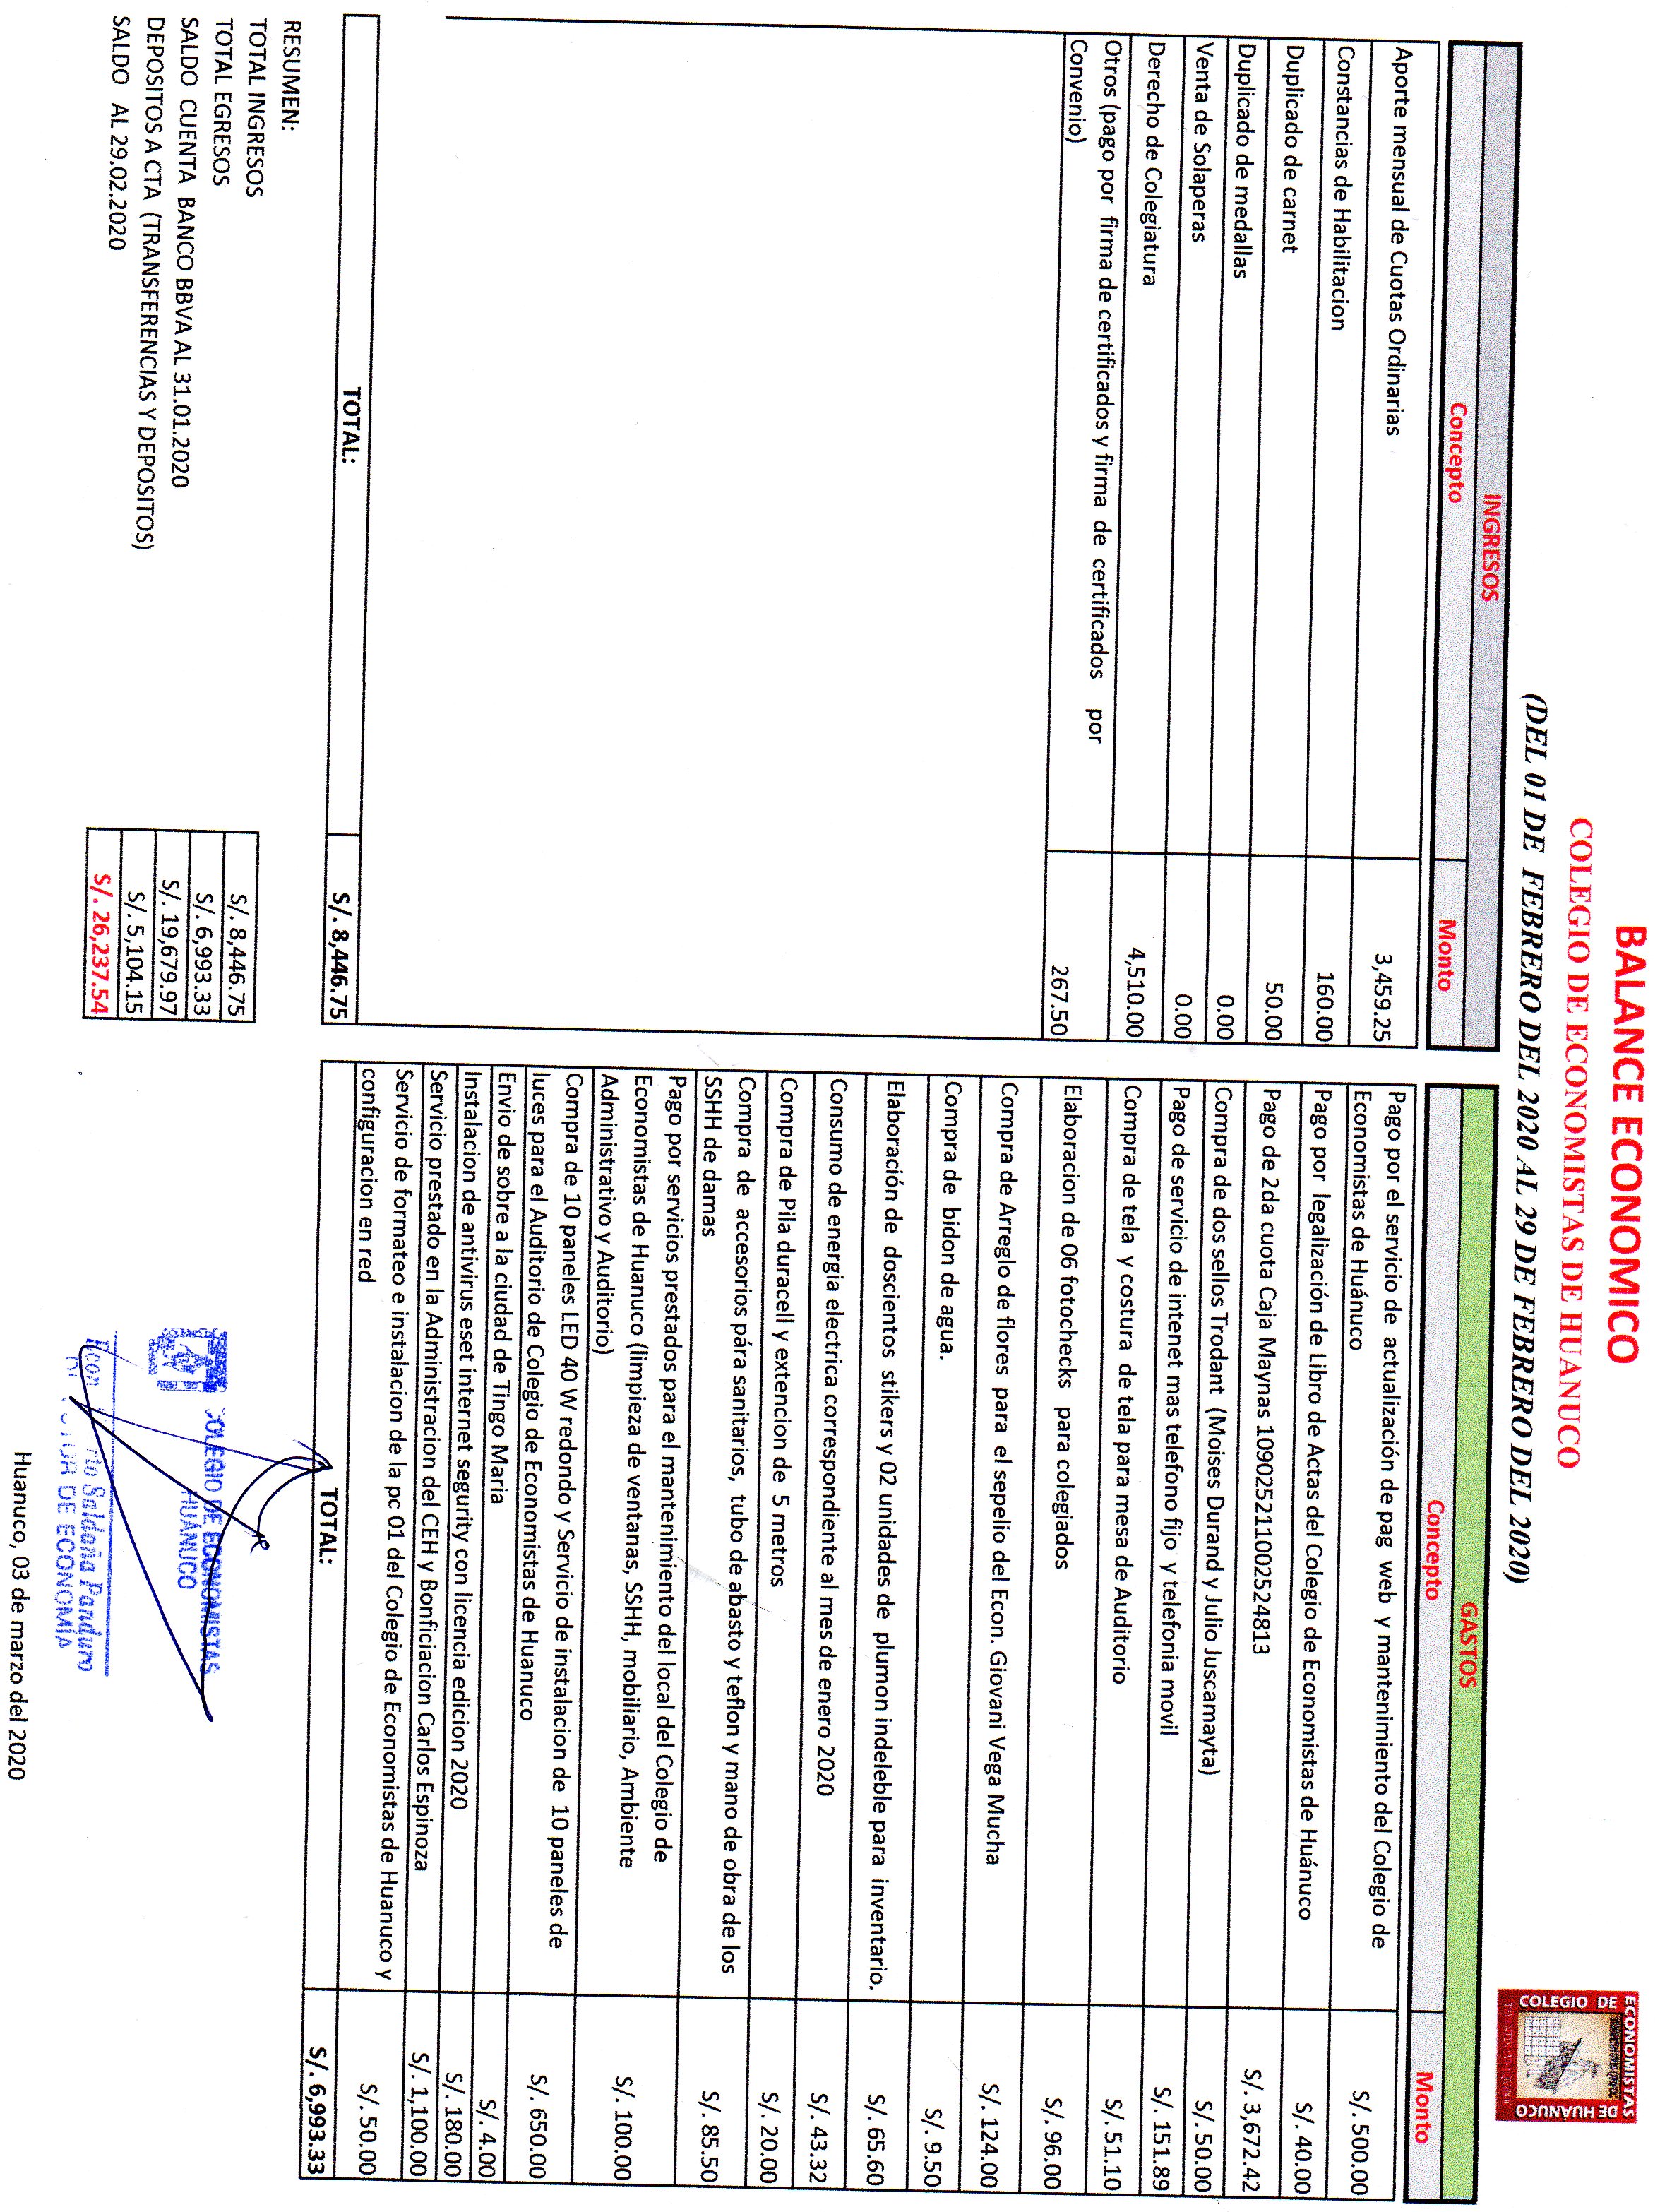 BALANCE ECONOMICO
COLEGIO DE ECONOMISTAS DE HUANUCO
(DEL 01 DE FEBRERO DEL 2020 AL 29 DE FEBRERO DEL 2020)
ECONOMISTAS
COLEGIO DE
DE HUÁNUCO
INGRESOS
Concepto Monto
Aporte mensual de Cuotas Ordinarias 3,459.25
Constancias de Habilitacion 160.00
Duplicado de carnet 50.00
Duplicado de medallas 0.00
Venta de Solaperas 0.00
Derecho de Colegiatura 4,510.00
Otros (pago por firma de certificados y firma de certificados por
Convenio) 267.50
TOTAL: S/. 8,446.75
GASTOS
Concepto Monto
Pago por el servicio de actualización de pag web y mantenimiento del Colegio de
Economistas de Huánuco S/. 500.00
Pago por legalización de Libro de Actas del Colegio de Economistas de Huánuco S/. 40.00
Pago de 2da cuota Caja Maynas 109025211002524813 S/. 3,672.42
Compra de dos sellos Trodant (Moises Durand y Julio Juscamayta) S/. 50.00
Pago de servicio de intenet mas telefono fijo y telefonia movil S/. 151.89
Compra de tela y costura de tela para mesa de Auditorio S/. 51.10
Elaboracion de 06 fotochecks para colegiados S/. 96.00
Compra de Arreglo de flores para el sepelio del Econ. Giovani Vega Mucha S/. 124.00
Compra de bidon de agua. S/. 9.50
Elaboración de doscientos stikers y 02 unidades de plumon indeleble para inventario. S/. 65.60
Consumo de energia electrica correspondiente al mes de enero 2020 S/. 43.32
Compra de Pila duracell y extencion de 5 metros S/. 20.00
Compra de accesorios pára sanitarios, tubo de abasto y teflon y mano de obra de los
SSHH de damas S/. 85.50
Pago por servicios prestados para el mantenimiento del local del Colegio de
Economistas de Huanuco (limpieza de ventanas, SSHH, mobiliario, Ambiente
Administrativo y Auditorio) S/. 100.00
Compra de 10 paneles LED 40 W redondo y Servicio de instalacion de 10 paneles de
luces para el Auditorio de Colegio de Economistas de Huanuco S/. 650.00
Envio de sobre a la ciudad de Tingo Maria S/. 4.00
Instalacion de antivirus eset internet segurity con licencia edicion 2020 S/. 180.00
Servicio prestado en la Administracion del CEH y Bonficiacion Carlos Espinoza S/. 1,100.00
Servicio de formateo e instalacion de la pc 01 del Colegio de Economistas de Huanuco y
configuracion en red S/. 50.00
TOTAL: S/. 6,993.33
RESUMEN:
TOTAL INGRESOS S/. 8,446.75
TOTAL EGRESOS S/. 6,993.33
SALDO CUENTA BANCO BBVA AL 31.01.2020 S/. 19,679.97
DEPOSITOS A CTA (TRANSFERENCIAS Y DEPOSITOS) S/. 5,104.15
SALDO AL 29.02.2020 S/. 26,237.54
COLEGIO DE ECONOMISTAS
HUÁNUCO
Econ Saldaña Panduro
DE ECONOMÍA
Huanuco, 03 de marzo del 2020